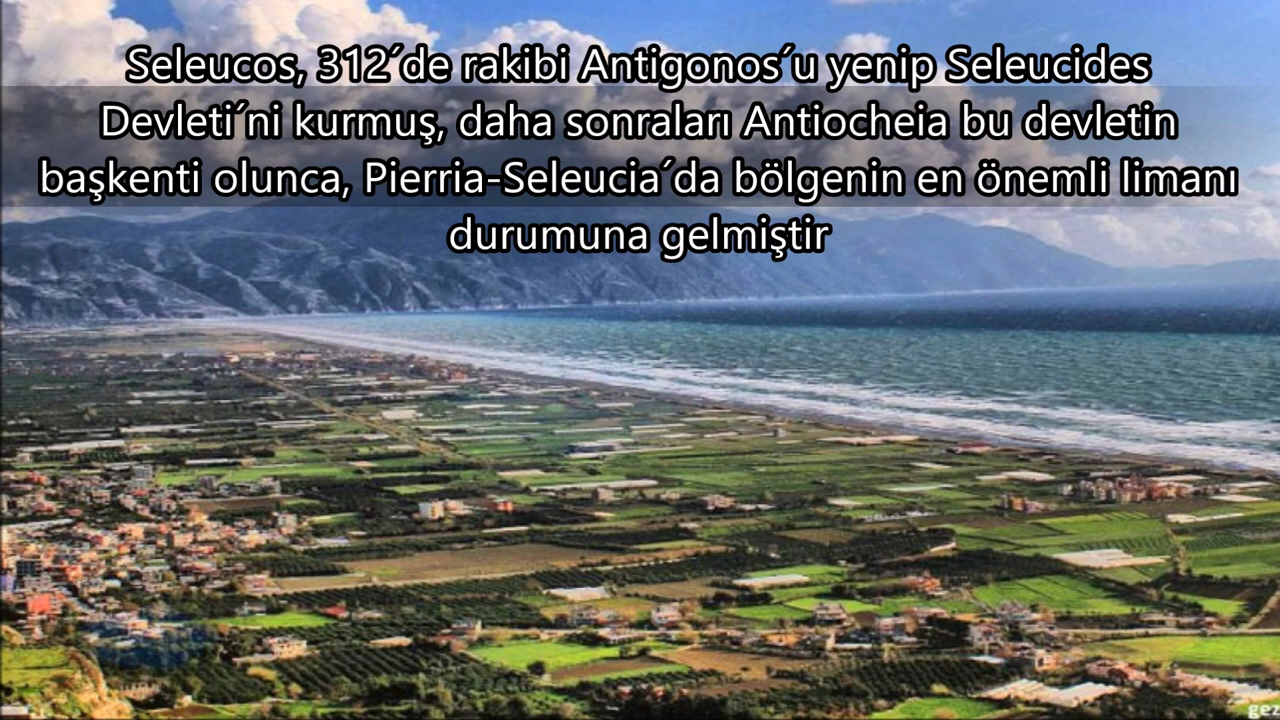 Seleucos, 312´de rakibi Antigonos´u yenip Seleucides
Devleti´ni kurmuş, daha sonraları Antiocheia bu devletin
başkenti olunca, Pierria-Seleucia´da bölgenin en önemli limanı
durumuna gelmiştir
gez